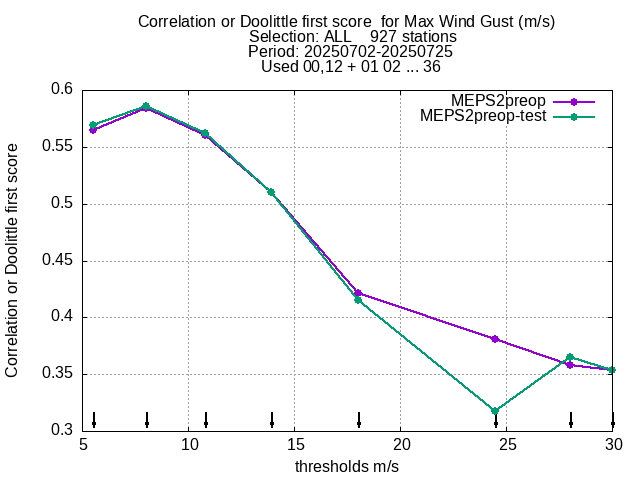 Correlation or Doolittle first score  for Max Wind Gust (m/s)
Selection: ALL    927 stations
Period: 20250702-20250725
Used 00,12 + 01 02 ... 36
MEPS2preop
MEPS2preop-test
Correlation or Doolittle first score
0.6
0.55
0.5
0.45
0.4
0.35
0.3
5 10 15 20 25 30
thresholds m/s